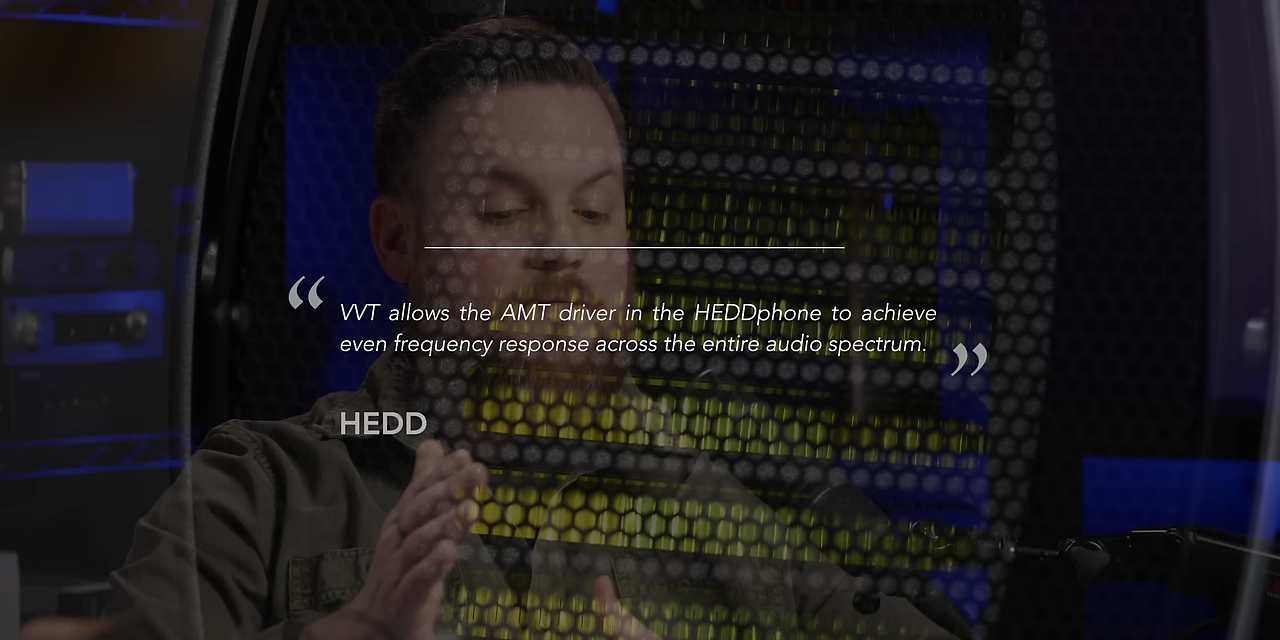 “ VVT allows the AMT driver in the HEDDphone to achieve
even frequency response across the entire audio spectrum. ”
HEDD